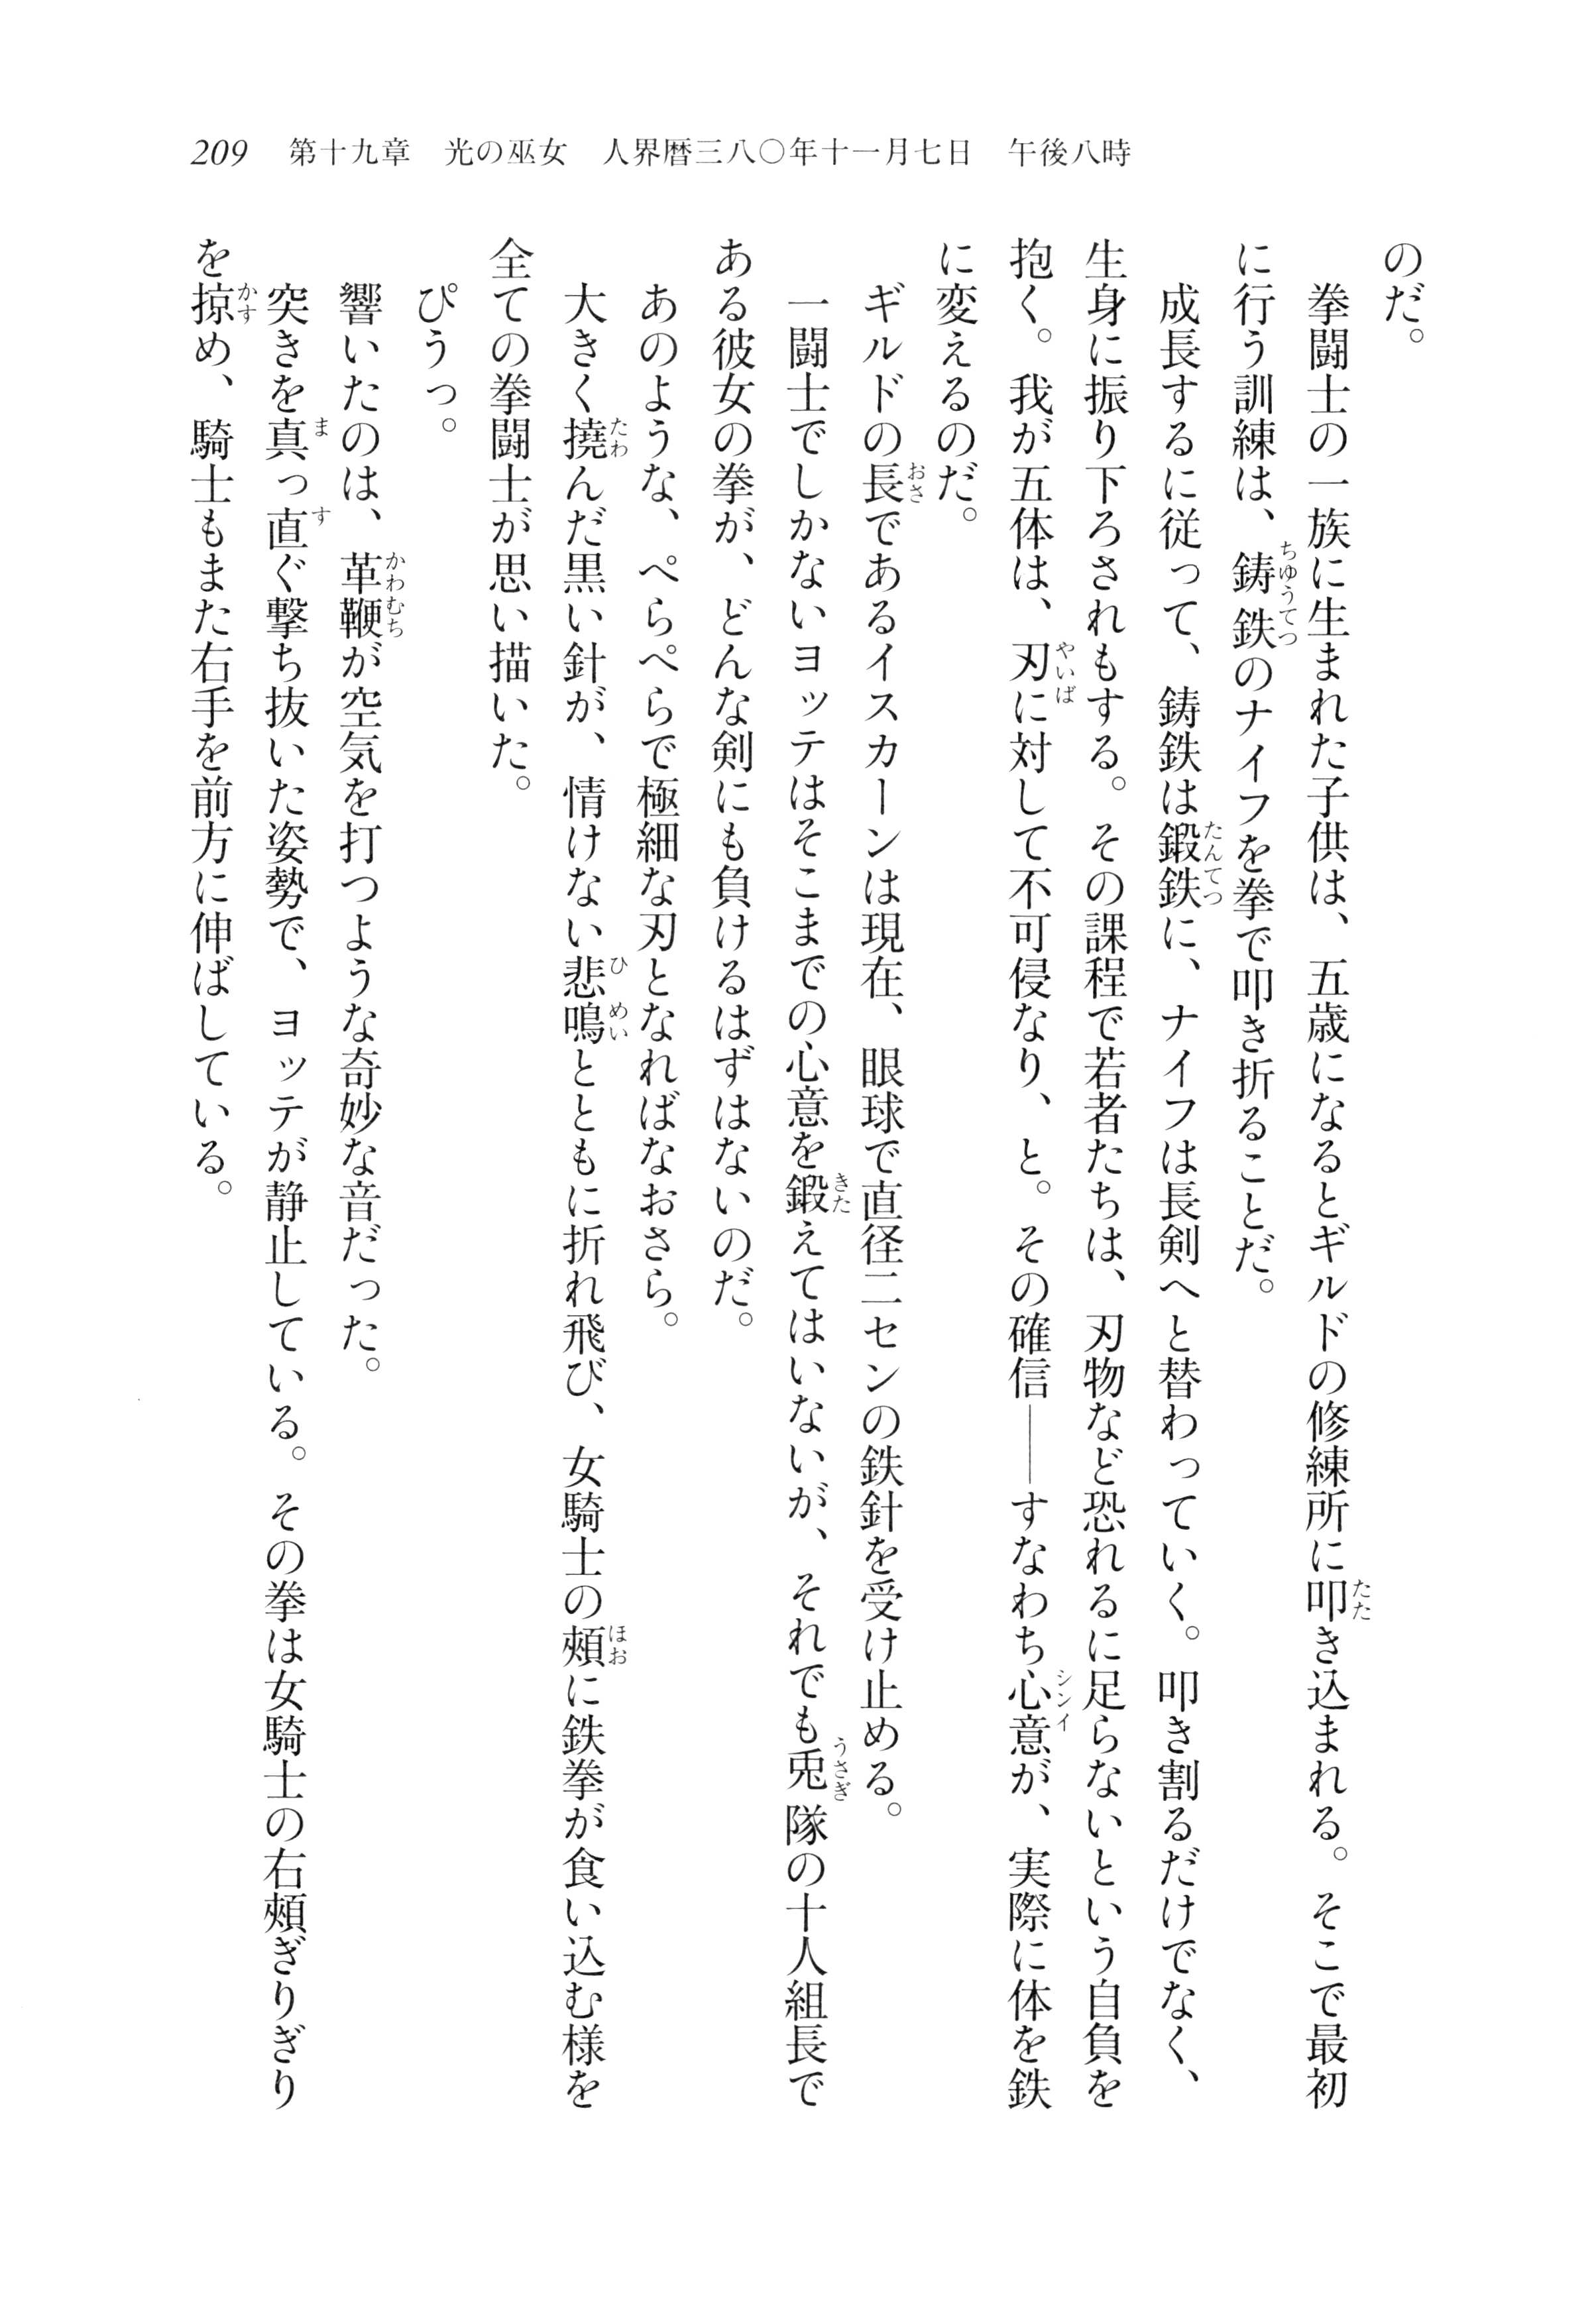 209　第十九章　光の巫女　人界暦三八〇年十一月七日　午後八時
のだ。
　拳闘士の一族に生まれた子供は、五歳になるとギルドの修練所に叩き込まれる。そこで最初
に行う訓練は、鋳鉄のナイフを拳で叩き折ることだ。
　成長するに従って、鋳鉄は鍛鉄に、ナイフは長剣へと替わっていく。叩き割るだけでなく、
生身に振り下ろされもする。その課程で若者たちは、刃物など恐れるに足らないという自負を
抱く。我が五体は、刃に対して不可侵なり、と。その確信――すなわち心意が、実際に体を鉄
に変えるのだ。
　ギルドの長であるイスカーンは現在、眼球で直径二センの鉄針を受け止める。
　一闘士でしかないヨッテはそこまでの心意を鍛えてはいないが、それでも兎隊の十人組長で
ある彼女の拳が、どんな剣にも負けるはずはないのだ。
　あのような、ぺらぺらで極細な刃となればなおさら。
　大きく撓んだ黒い針が、情けない悲鳴とともに折れ飛び、女騎士の頰に鉄拳が食い込む様を
全ての拳闘士が思い描いた。
　ぴうっ。
　響いたのは、革鞭が空気を打つような奇妙な音だった。
　突きを真っ直ぐ撃ち抜いた姿勢で、ヨッテが静止している。その拳は女騎士の右頰ぎりぎり
を掠め、騎士もまた右手を前方に伸ばしている。